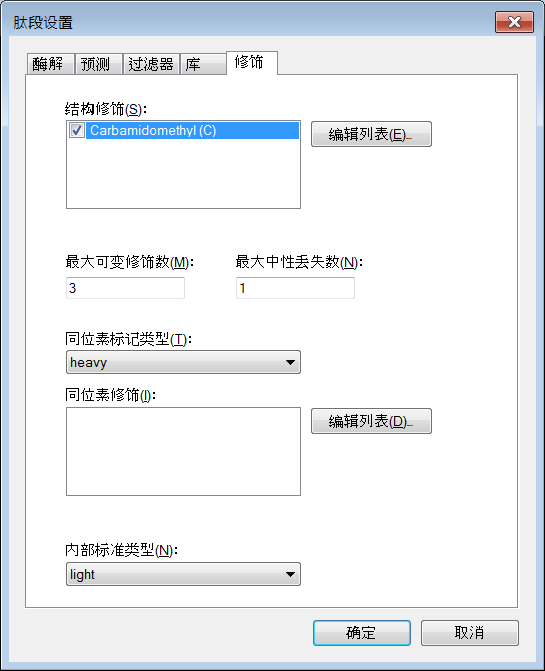 肽段设置
酶解 预测 过滤器 库 修饰
结构修饰(S):
Carbamidomethyl (C)
编辑列表(E)...
最大可变修饰数(M): 最大中性丢失数(N):
3 1
同位素标记类型(T):
heavy
同位素修饰(I):
编辑列表(D)...
内部标准类型(N):
light
确定 取消